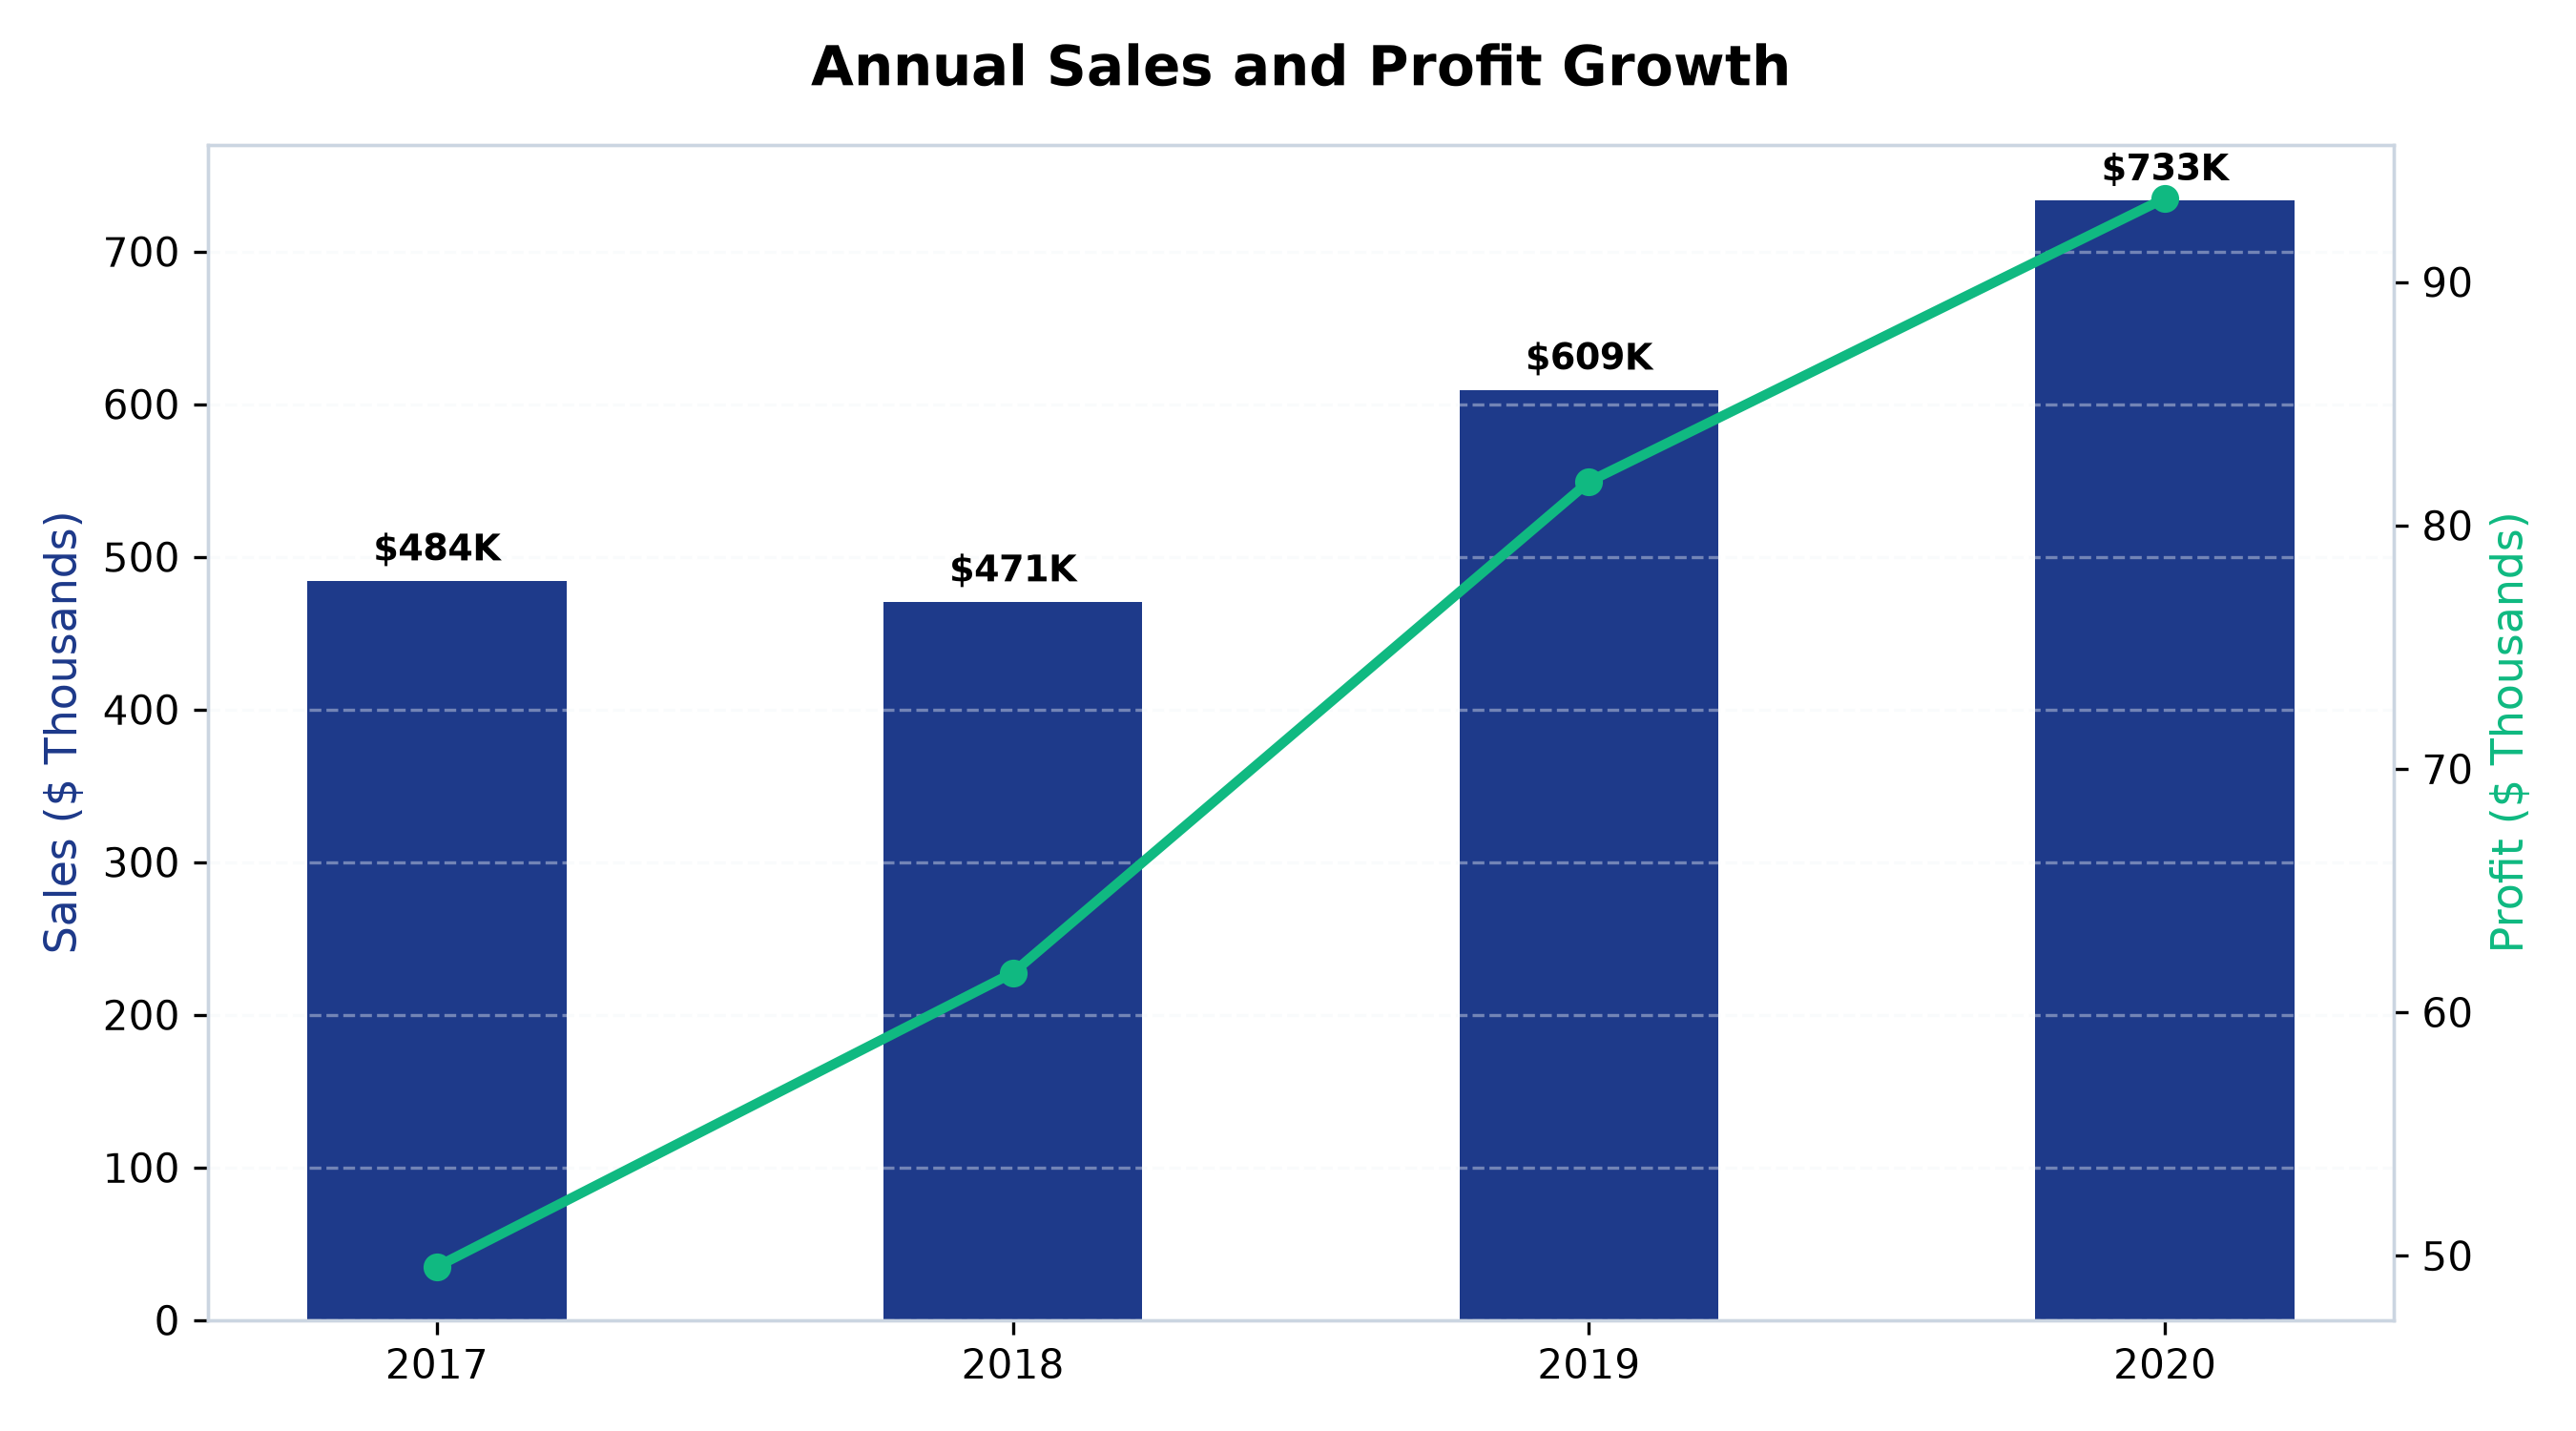 Annual Sales and Profit Growth
$733K
700
90
$609K
600
80
$484K
$471K
500
Sales ($ Thousands)
Profit ($ Thousands)
400
70
300
200
60
100
50
0
2017
2018
2019
2020